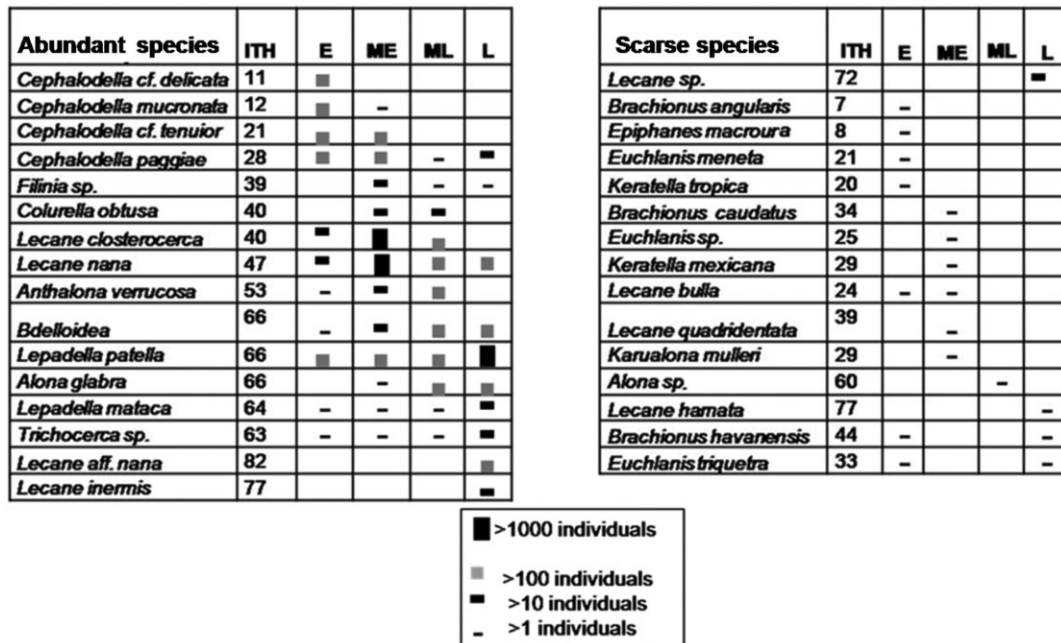 Abundant species ITH E ME ML L
Cephalodella cf. delicata 11
Cephalodella mucronata 12
Cephalodella cf. tenuior 21
Cephalodella paggiae 28
Filinia sp. 39
Colurella obtusa 40
Lecane closterocerca 40
Lecane nana 47
Anthalona verrucosa 53
Bdelloidea 66
Lepadella patella 66
Alona glabra 66
Lepadella mataca 64
Trichocerca sp. 63
Lecane aff. nana 82
Lecane inermis 77
Scarse species ITH E ME ML L
Lecane sp. 72
Brachionus angularis 7
Epiphanes macroura 8
Euchlanis meneta 21
Keratella tropica 20
Brachionus caudatus 34
Euchlanis sp. 25
Keratella mexicana 29
Lecane bulla 24
Lecane quadridentata 39
Karualona mulleri 29
Alona sp. 60
Lecane hamata 77
Brachionus havanensis 44
Euchlanis triquetra 33
>1000 individuals
>100 individuals
>10 individuals
>1 individuals